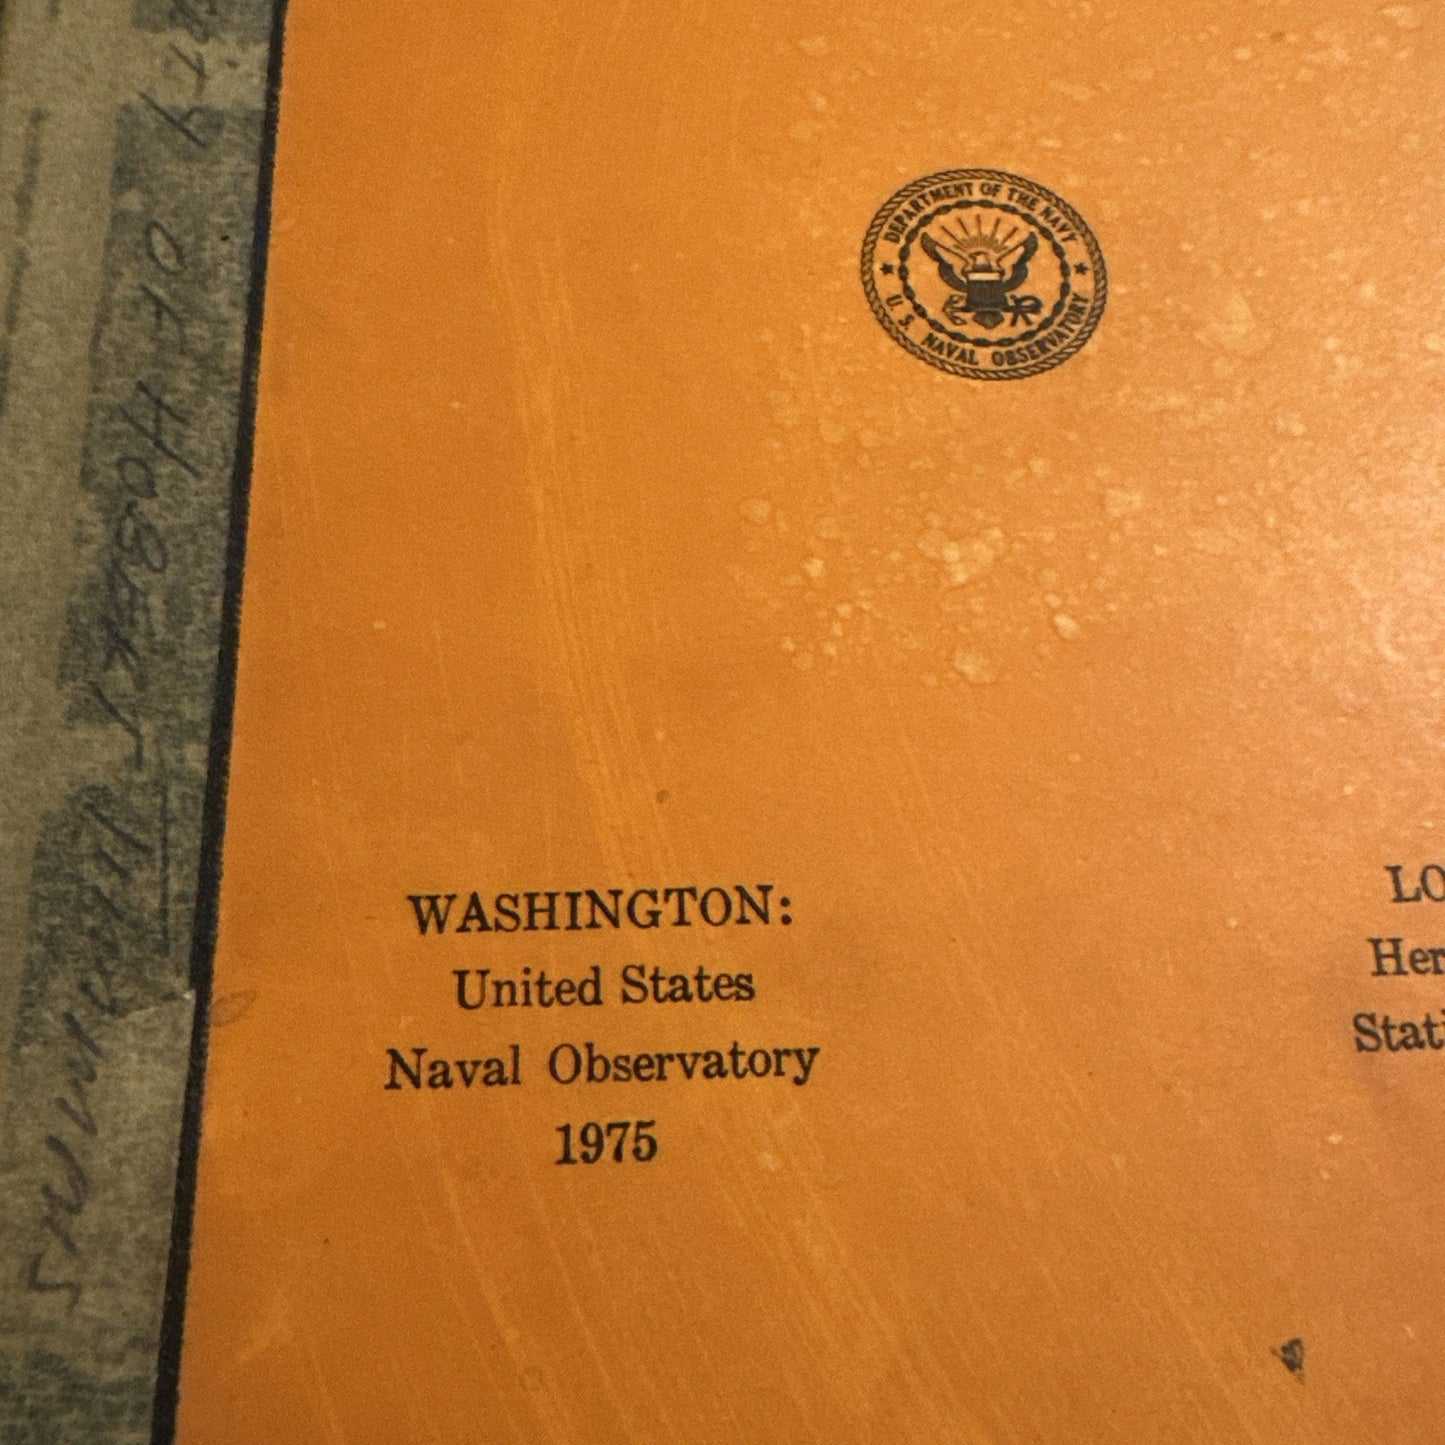 DEPARTMENT OF THE NAVY
U. S. NAVAL OBSERVATORY
WASHINGTON:
United States
Naval Observatory
1975
LO
Her
Stati